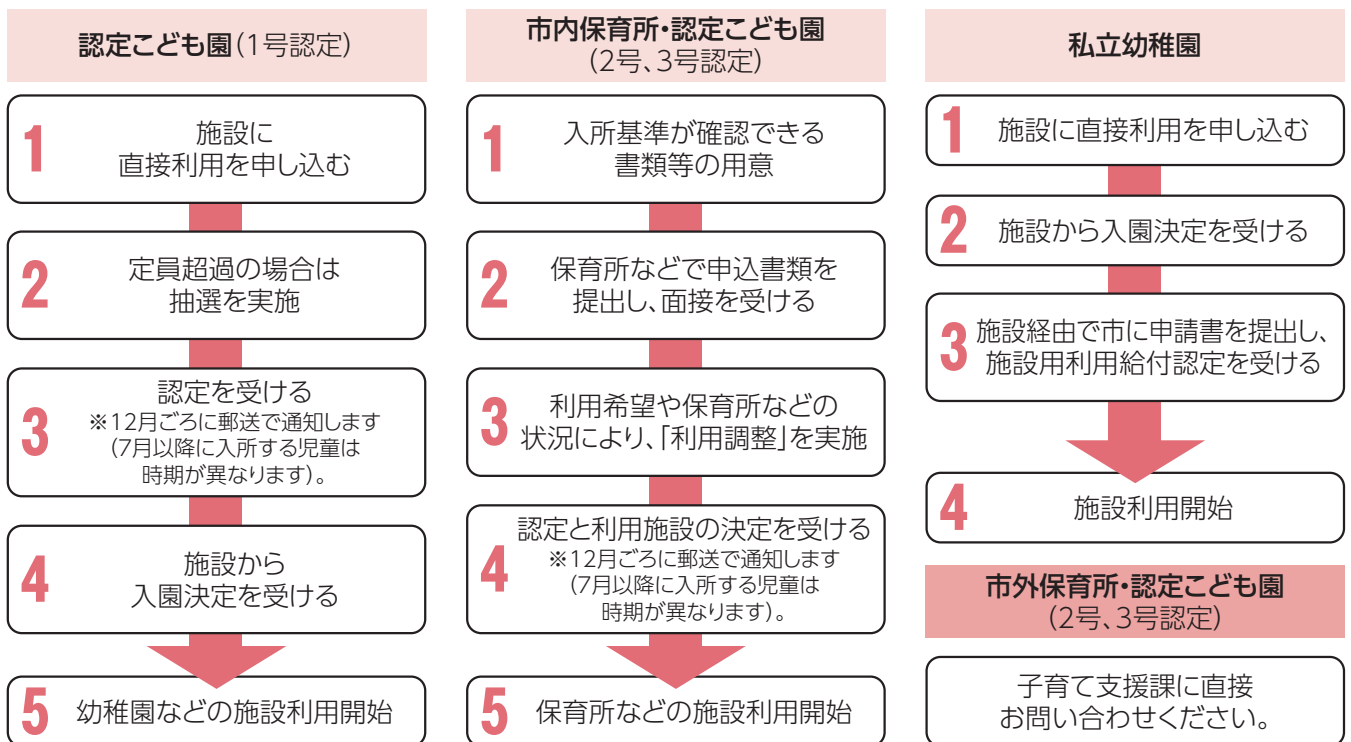 認定こども園(1号認定)
1
施設に
直接利用を申し込む
2
定員超過の場合は
抽選を実施
3
認定を受ける
※12月ごろに郵送で通知します
(7月以降に入所する児童は
時期が異なります)。
4
施設から
入園決定を受ける
5
幼稚園などの施設利用開始
市内保育所・認定こども園
(2号、3号認定)
1
入所基準が確認できる
書類等の用意
2
保育所などで申込書類を
提出し、面接を受ける
3
利用希望や保育所などの
状況により、「利用調整」を実施
4
認定と利用施設の決定を受ける
※12月ごろに郵送で通知します
(7月以降に入所する児童は
時期が異なります)。
5
保育所などの施設利用開始
私立幼稚園
1
施設に直接利用を申し込む
2
施設から入園決定を受ける
3
施設経由で市に申請書を提出し、
施設用利用給付認定を受ける
4
施設利用開始
市外保育所・認定こども園
(2号、3号認定)
子育て支援課に直接
お問い合わせください。